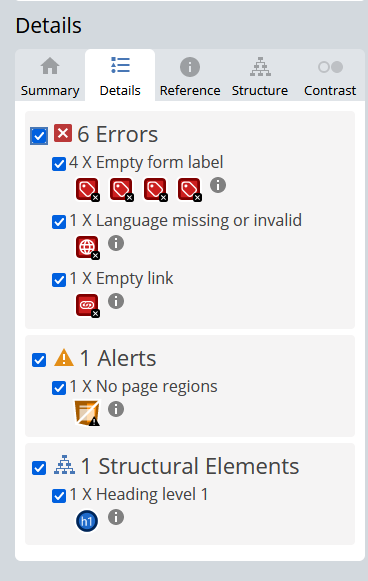 Details
Summary Details Reference Structure Contrast
6 Errors
4 X Empty form label
1 X Language missing or invalid
1 X Empty link
1 Alerts
1 X No page regions
1 Structural Elements
1 X Heading level 1
h1